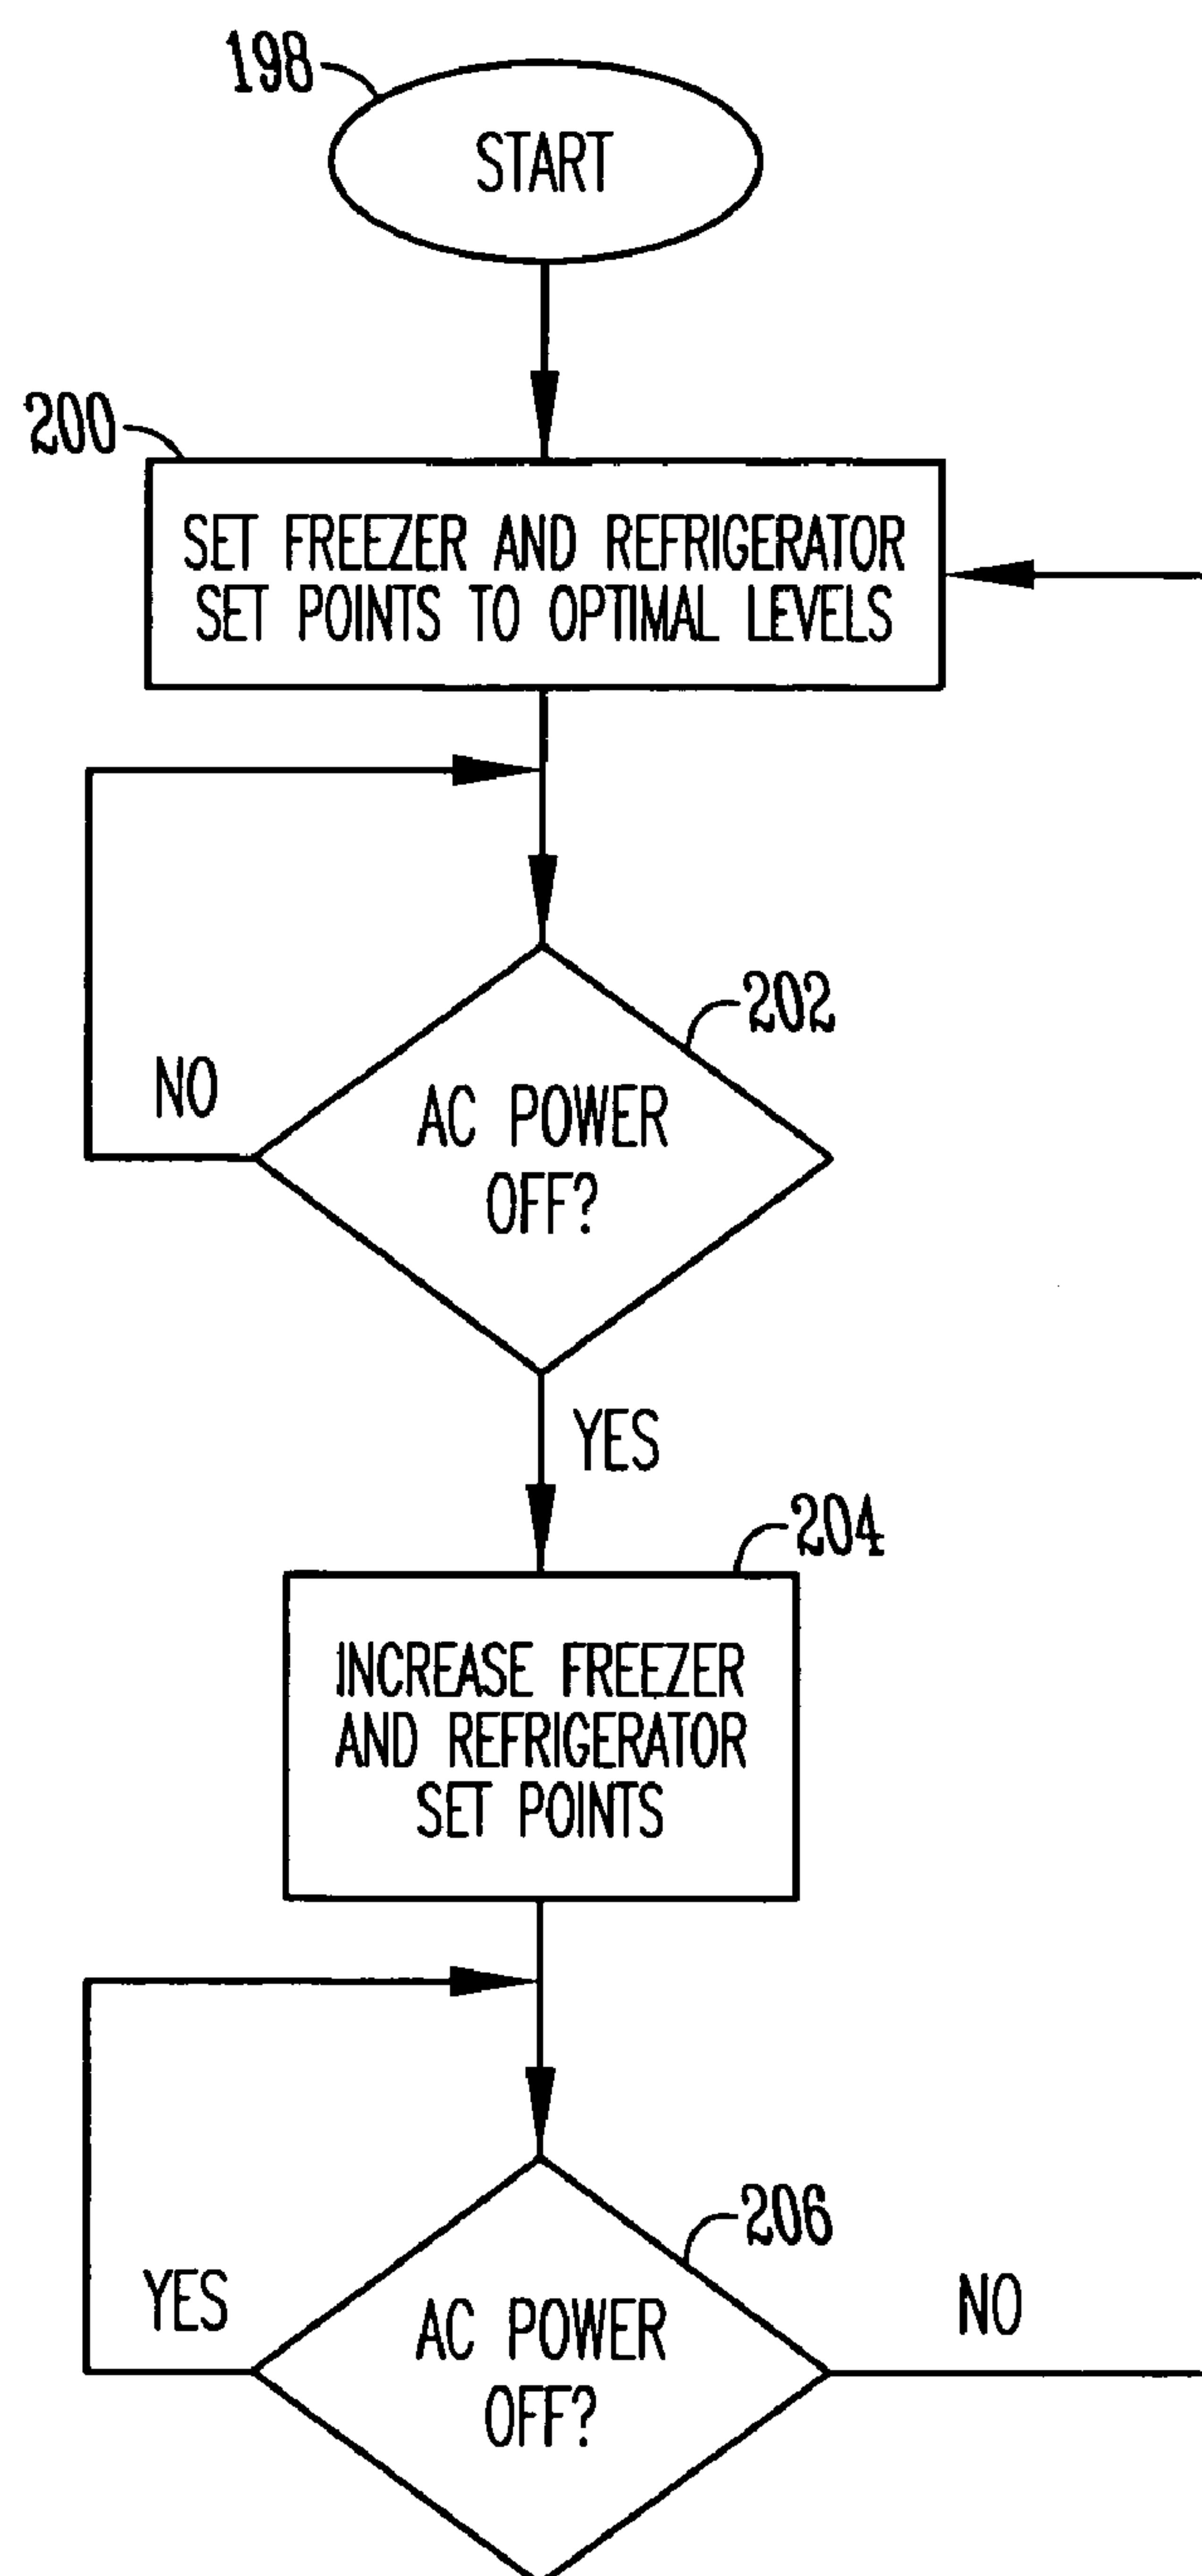 198
START
200
SET FREEZER AND REFRIGERATOR
SET POINTS TO OPTIMAL LEVELS
202
NO
AC POWER
OFF?
YES
204
INCREASE FREEZER
AND REFRIGERATOR
SET POINTS
206
YES
AC POWER
OFF?
NO